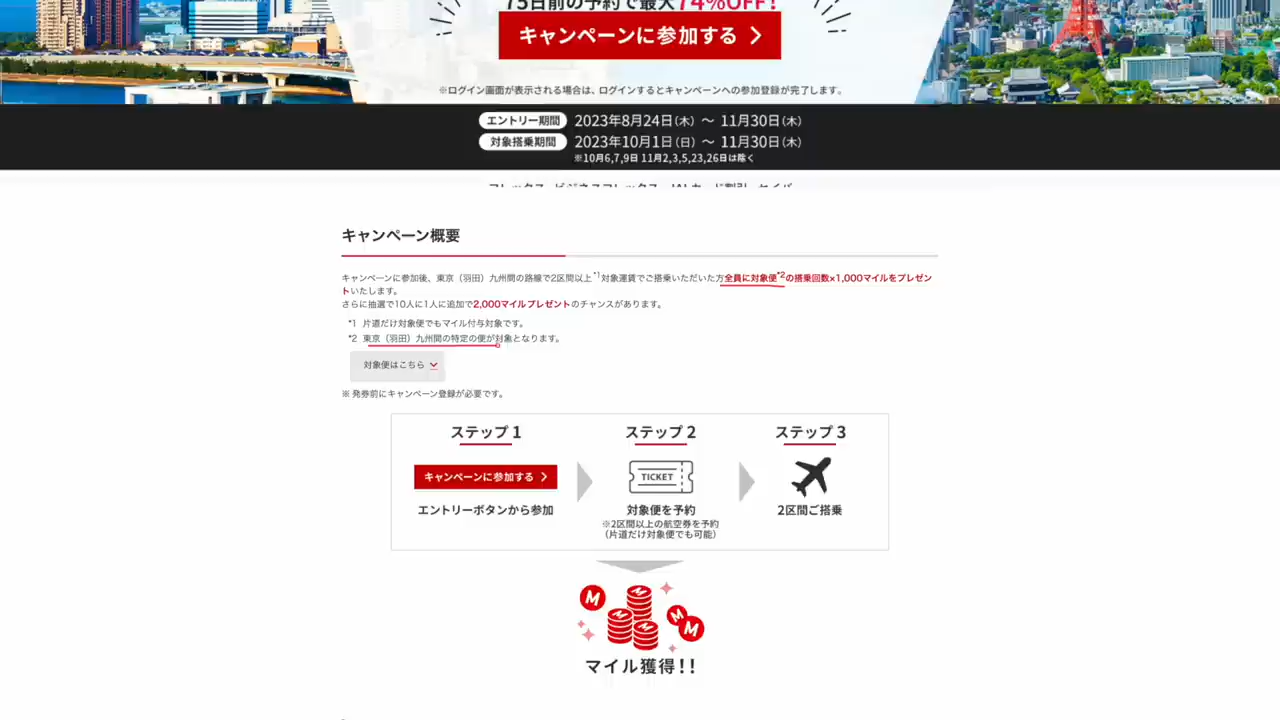 75日前の予約で最大74%OFF!
キャンペーンに参加する
※ログイン画面が表示される場合は、ログインするとキャンペーンへの参加登録が完了します。
エントリー期間 2023年8月24日(木) ～ 11月30日(木)
対象搭乗期間 2023年10月1日(日) ～ 11月30日(木)
※10月6,7,9日 11月2,3,5,23,26日は除く
キャンペーン概要
キャンペーンに参加後、東京（羽田）九州間の路線で2区間以上*1対象運賃でご搭乗いただいた方全員に対象便*2の搭乗回数×1,000マイルをプレゼン
トいたします。
さらに抽選で10人に1人に追加で2,000マイルプレゼントのチャンスがあります。
*1 片道だけ対象便でもマイル付与対象です。
*2 東京（羽田）九州間の特定の便が対象となります。
対象便はこちら
※ 発券前にキャンペーン登録が必要です。
ステップ 1 ステップ 2 ステップ 3
キャンペーンに参加する TICKET
エントリーボタンから参加 対象便を予約 2区間ご搭乗
※2区間以上の航空券を予約
（片道だけ対象便でも可能）
M M M
マイル獲得!!